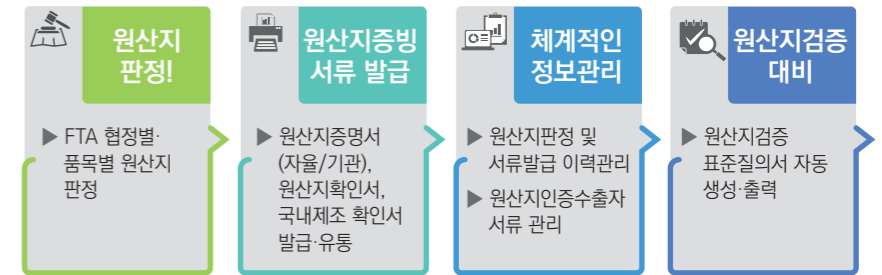 원산지
판정!
▶ FTA 협정별·
품목별 원산지
판정
원산지증빙
서류 발급
▶ 원산지증명서
(자율/기관),
원산지확인서,
국내제조 확인서
발급·유통
체계적인
정보관리
▶ 원산지판정 및
서류발급 이력관리
▶ 원산지인증수출자
서류 관리
원산지검증
대비
▶ 원산지검증
표준질의서 자동
생성·출력